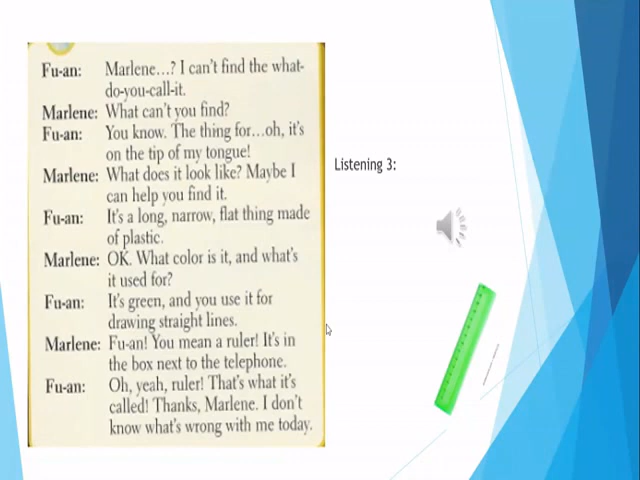 Fu-an: Marlene...? I can't find the what-
do-you-call-it.
Marlene: What can't you find?
Fu-an: You know. The thing for...oh, it's
on the tip of my tongue!
Marlene: What does it look like? Maybe I
can help you find it.
Fu-an: It's a long, narrow, flat thing made
of plastic.
Marlene: OK. What color is it, and what's
it used for?
Fu-an: It's green, and you use it for
drawing straight lines.
Marlene: Fu-an! You mean a ruler! It's in
the box next to the telephone.
Fu-an: Oh, yeah, ruler! That's what it's
called! Thanks, Marlene. I don't
know what's wrong with me today.
Listening 3: